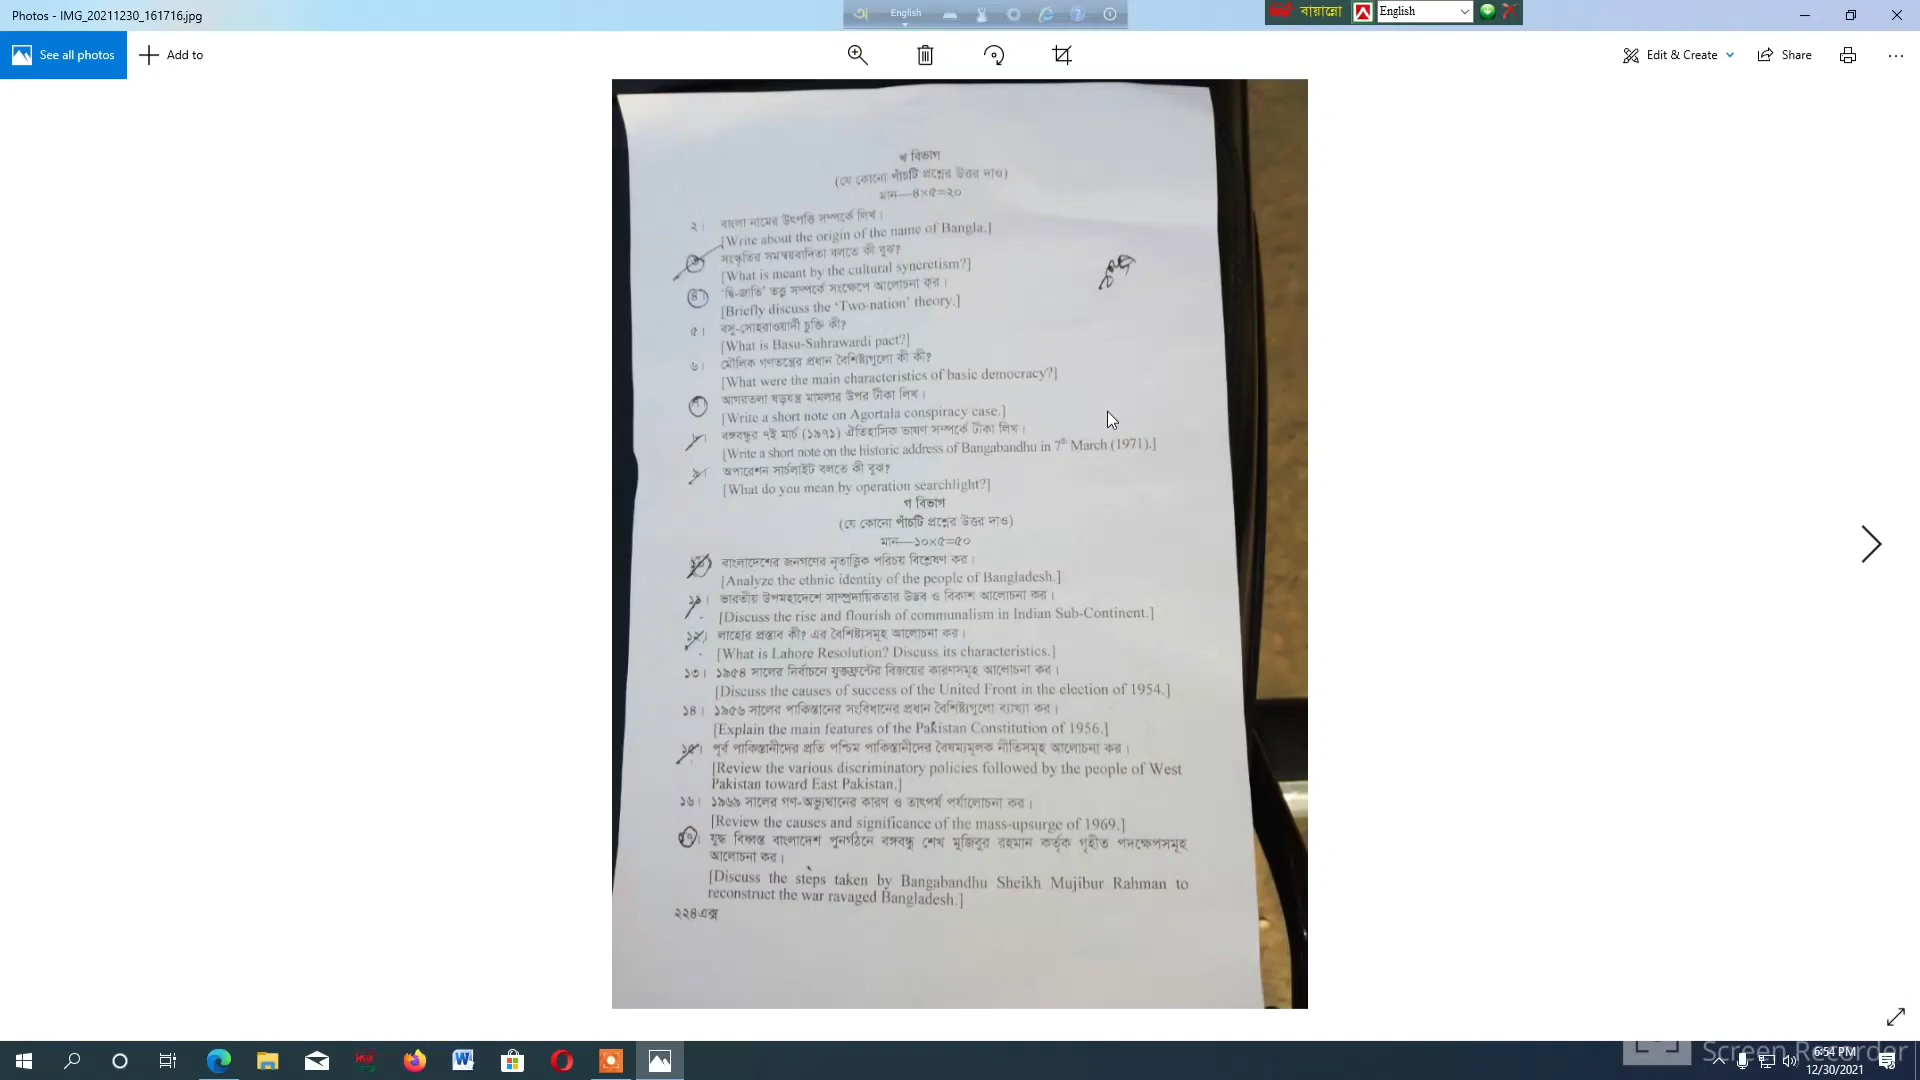 Photos - IMG_20211230_161716.jpg
অ English
বায়ান্নো English
See all photos
Add to
Edit & Create
Share
খ বিভাগ
(যে কোনো পাঁচটি প্রশ্নের উত্তর দাও)
মান—৪×৫=২০
২। বাংলা নামের উৎপত্তি সম্পর্কে লিখ।
[Write about the origin of the name of Bangla.]
সংস্কৃতির সমন্বয়বাদিতা বলতে কী বুঝ?
[What is meant by the cultural syncretism?]
৪। 'দ্বি-জাতি' তত্ত্ব সম্পর্কে সংক্ষেপে আলোচনা কর।
[Briefly discuss the 'Two-nation' theory.]
৫। বসু-সোহরাওয়ার্দী চুক্তি কী?
[What is Basu-Suhrawardi pact?]
৬। মৌলিক গণতন্ত্রের প্রধান বৈশিষ্ট্যগুলো কী কী?
[What were the main characteristics of basic democracy?]
৭। আগরতলা ষড়যন্ত্র মামলার উপর টীকা লিখ।
[Write a short note on Agortala conspiracy case.]
৮। বঙ্গবন্ধুর ৭ই মার্চ (১৯৭১) ঐতিহাসিক ভাষণ সম্পর্কে টীকা লিখ।
[Write a short note on the historic address of Bangabandhu in 7th March (1971).]
৯। অপারেশন সার্চলাইট বলতে কী বুঝ?
[What do you mean by operation searchlight?]
গ বিভাগ
(যে কোনো পাঁচটি প্রশ্নের উত্তর দাও)
মান—১০×৫=৫০
১০। বাংলাদেশের জনগণের নৃতাত্ত্বিক পরিচয় বিশ্লেষণ কর।
[Analyze the ethnic identity of the people of Bangladesh.]
১১। ভারতীয় উপমহাদেশে সাম্প্রদায়িকতার উদ্ভব ও বিকাশ আলোচনা কর।
[Discuss the rise and flourish of communalism in Indian Sub-Continent.]
১২। লাহোর প্রস্তাব কী? এর বৈশিষ্ট্যসমূহ আলোচনা কর।
[What is Lahore Resolution? Discuss its characteristics.]
১৩। ১৯৫৪ সালের নির্বাচনে যুক্তফ্রন্টের বিজয়ের কারণসমূহ আলোচনা কর।
[Discuss the causes of success of the United Front in the election of 1954.]
১৪। ১৯৫৬ সালের পাকিস্তানের সংবিধানের প্রধান বৈশিষ্ট্যগুলো ব্যাখ্যা কর।
[Explain the main features of the Pakistan Constitution of 1956.]
১৫। পূর্ব পাকিস্তানীদের প্রতি পশ্চিম পাকিস্তানীদের বৈষম্যমূলক নীতিসমূহ আলোচনা কর।
[Review the various discriminatory policies followed by the people of West
Pakistan toward East Pakistan.]
১৬। ১৯৬৯ সালের গণ-অভ্যুত্থানের কারণ ও তাৎপর্য পর্যালোচনা কর।
[Review the causes and significance of the mass-upsurge of 1969.]
১৭। যুদ্ধ বিধ্বস্ত বাংলাদেশ পুনর্গঠনে বঙ্গবন্ধু শেখ মুজিবুর রহমান কর্তৃক গৃহীত পদক্ষেপসমূহ
আলোচনা কর।
[Discuss the steps taken by Bangabandhu Sheikh Mujibur Rahman to
reconstruct the war ravaged Bangladesh.]
২২৪এক্স
Screen Recorder
6:54 PM
12/30/2021